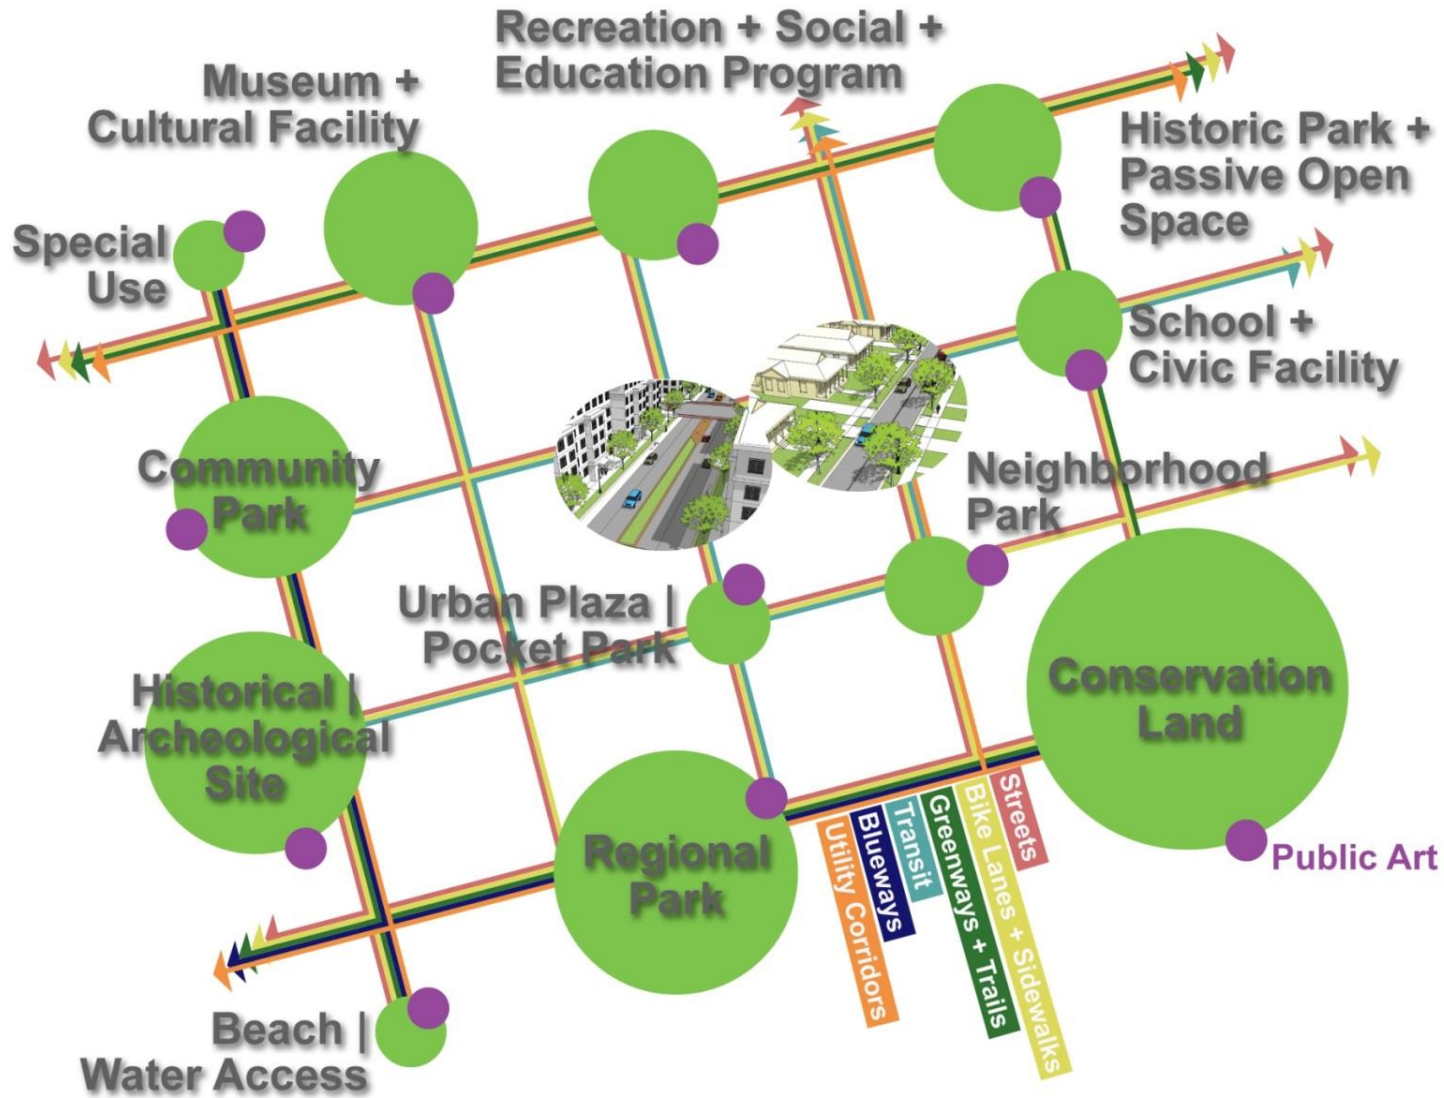 Recreation + Social +
Education Program
Museum +
Cultural Facility
Historic Park +
Passive Open
Space
Special
Use
School +
Civic Facility
Community
Park
Neighborhood
Park
Urban Plaza |
Pocket Park
Historical |
Archeological
Site
Conservation
Land
Regional
Park
Streets
Bike Lanes + Sidewalks
Greenways + Trails
Transit
Blueways
Utility Corridors
Public Art
Beach |
Water Access